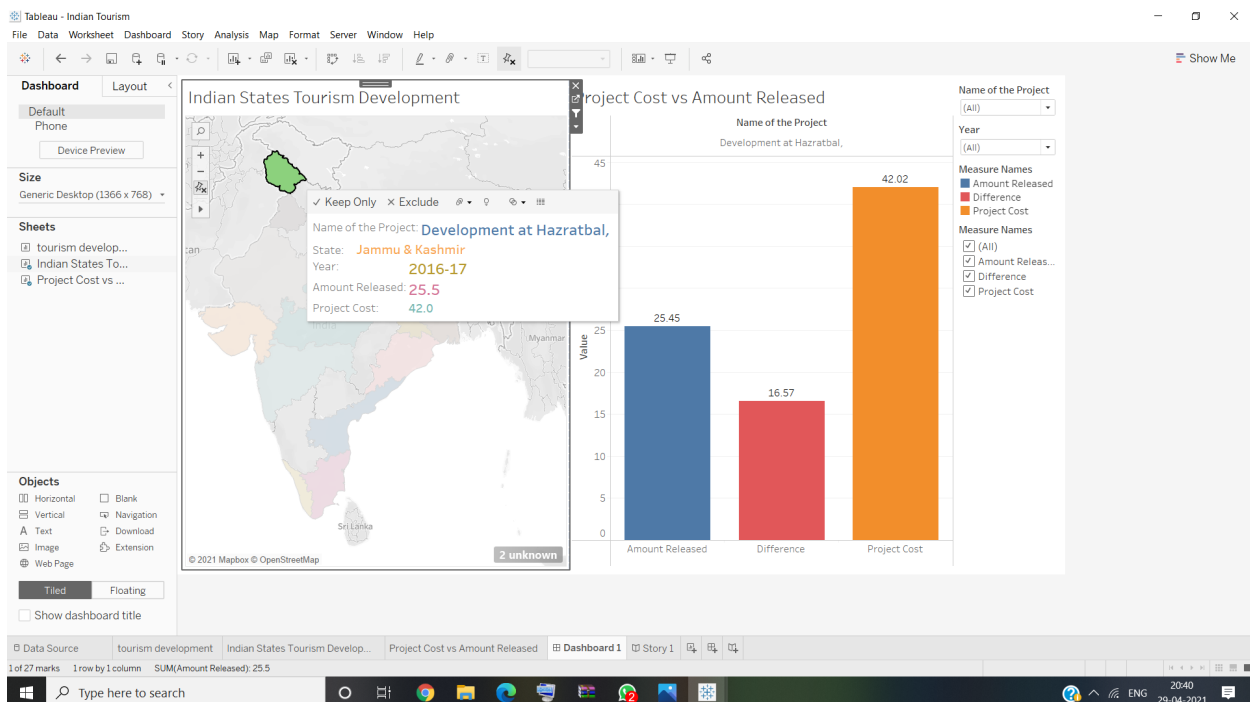 Tableau - Indian Tourism
File Data Worksheet Dashboard Story Analysis Map Format Server Window Help
Show Me
Dashboard Layout
Default
Phone
Device Preview
Size
Generic Desktop (1366 x 768)
Sheets
tourism develop...
Indian States To...
Project Cost vs ...
Objects
Horizontal Blank
Vertical Navigation
A Text Download
Image Extension
Web Page
Tiled Floating
Show dashboard title
Indian States Tourism Development
✓ Keep Only × Exclude
Name of the Project: Development at Hazratbal,
State: Jammu & Kashmir
Year: 2016-17
Amount Released: 25.5
Project Cost: 42.0
India
Myanmar
Sri Lanka
© 2021 Mapbox © OpenStreetMap
2 unknown
Project Cost vs Amount Released
Name of the Project
Development at Hazratbal,
45
25
20
15
10
5
0
Value
25.45
16.57
42.02
Amount Released Difference Project Cost
Name of the Project
(All)
Year
(All)
Measure Names
Amount Released
Difference
Project Cost
Measure Names
(All)
Amount Releas...
Difference
Project Cost
Data Source tourism development Indian States Tourism Develop... Project Cost vs Amount Released Dashboard 1 Story 1
1 of 27 marks 1 row by 1 column SUM(Amount Released): 25.5
Type here to search
2
ENG
20:40
29-04-2021